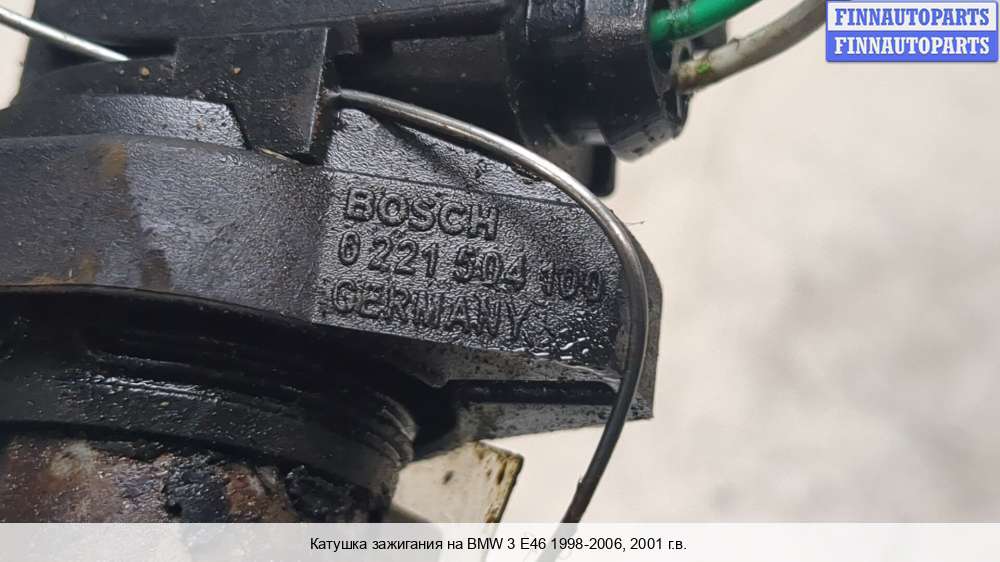 FINNAUTOPARTS
FINNAUTOPARTS
BOSCH
0 221 504 100
GERMANY
Катушка зажигания на BMW 3 E46 1998-2006, 2001 г.в.